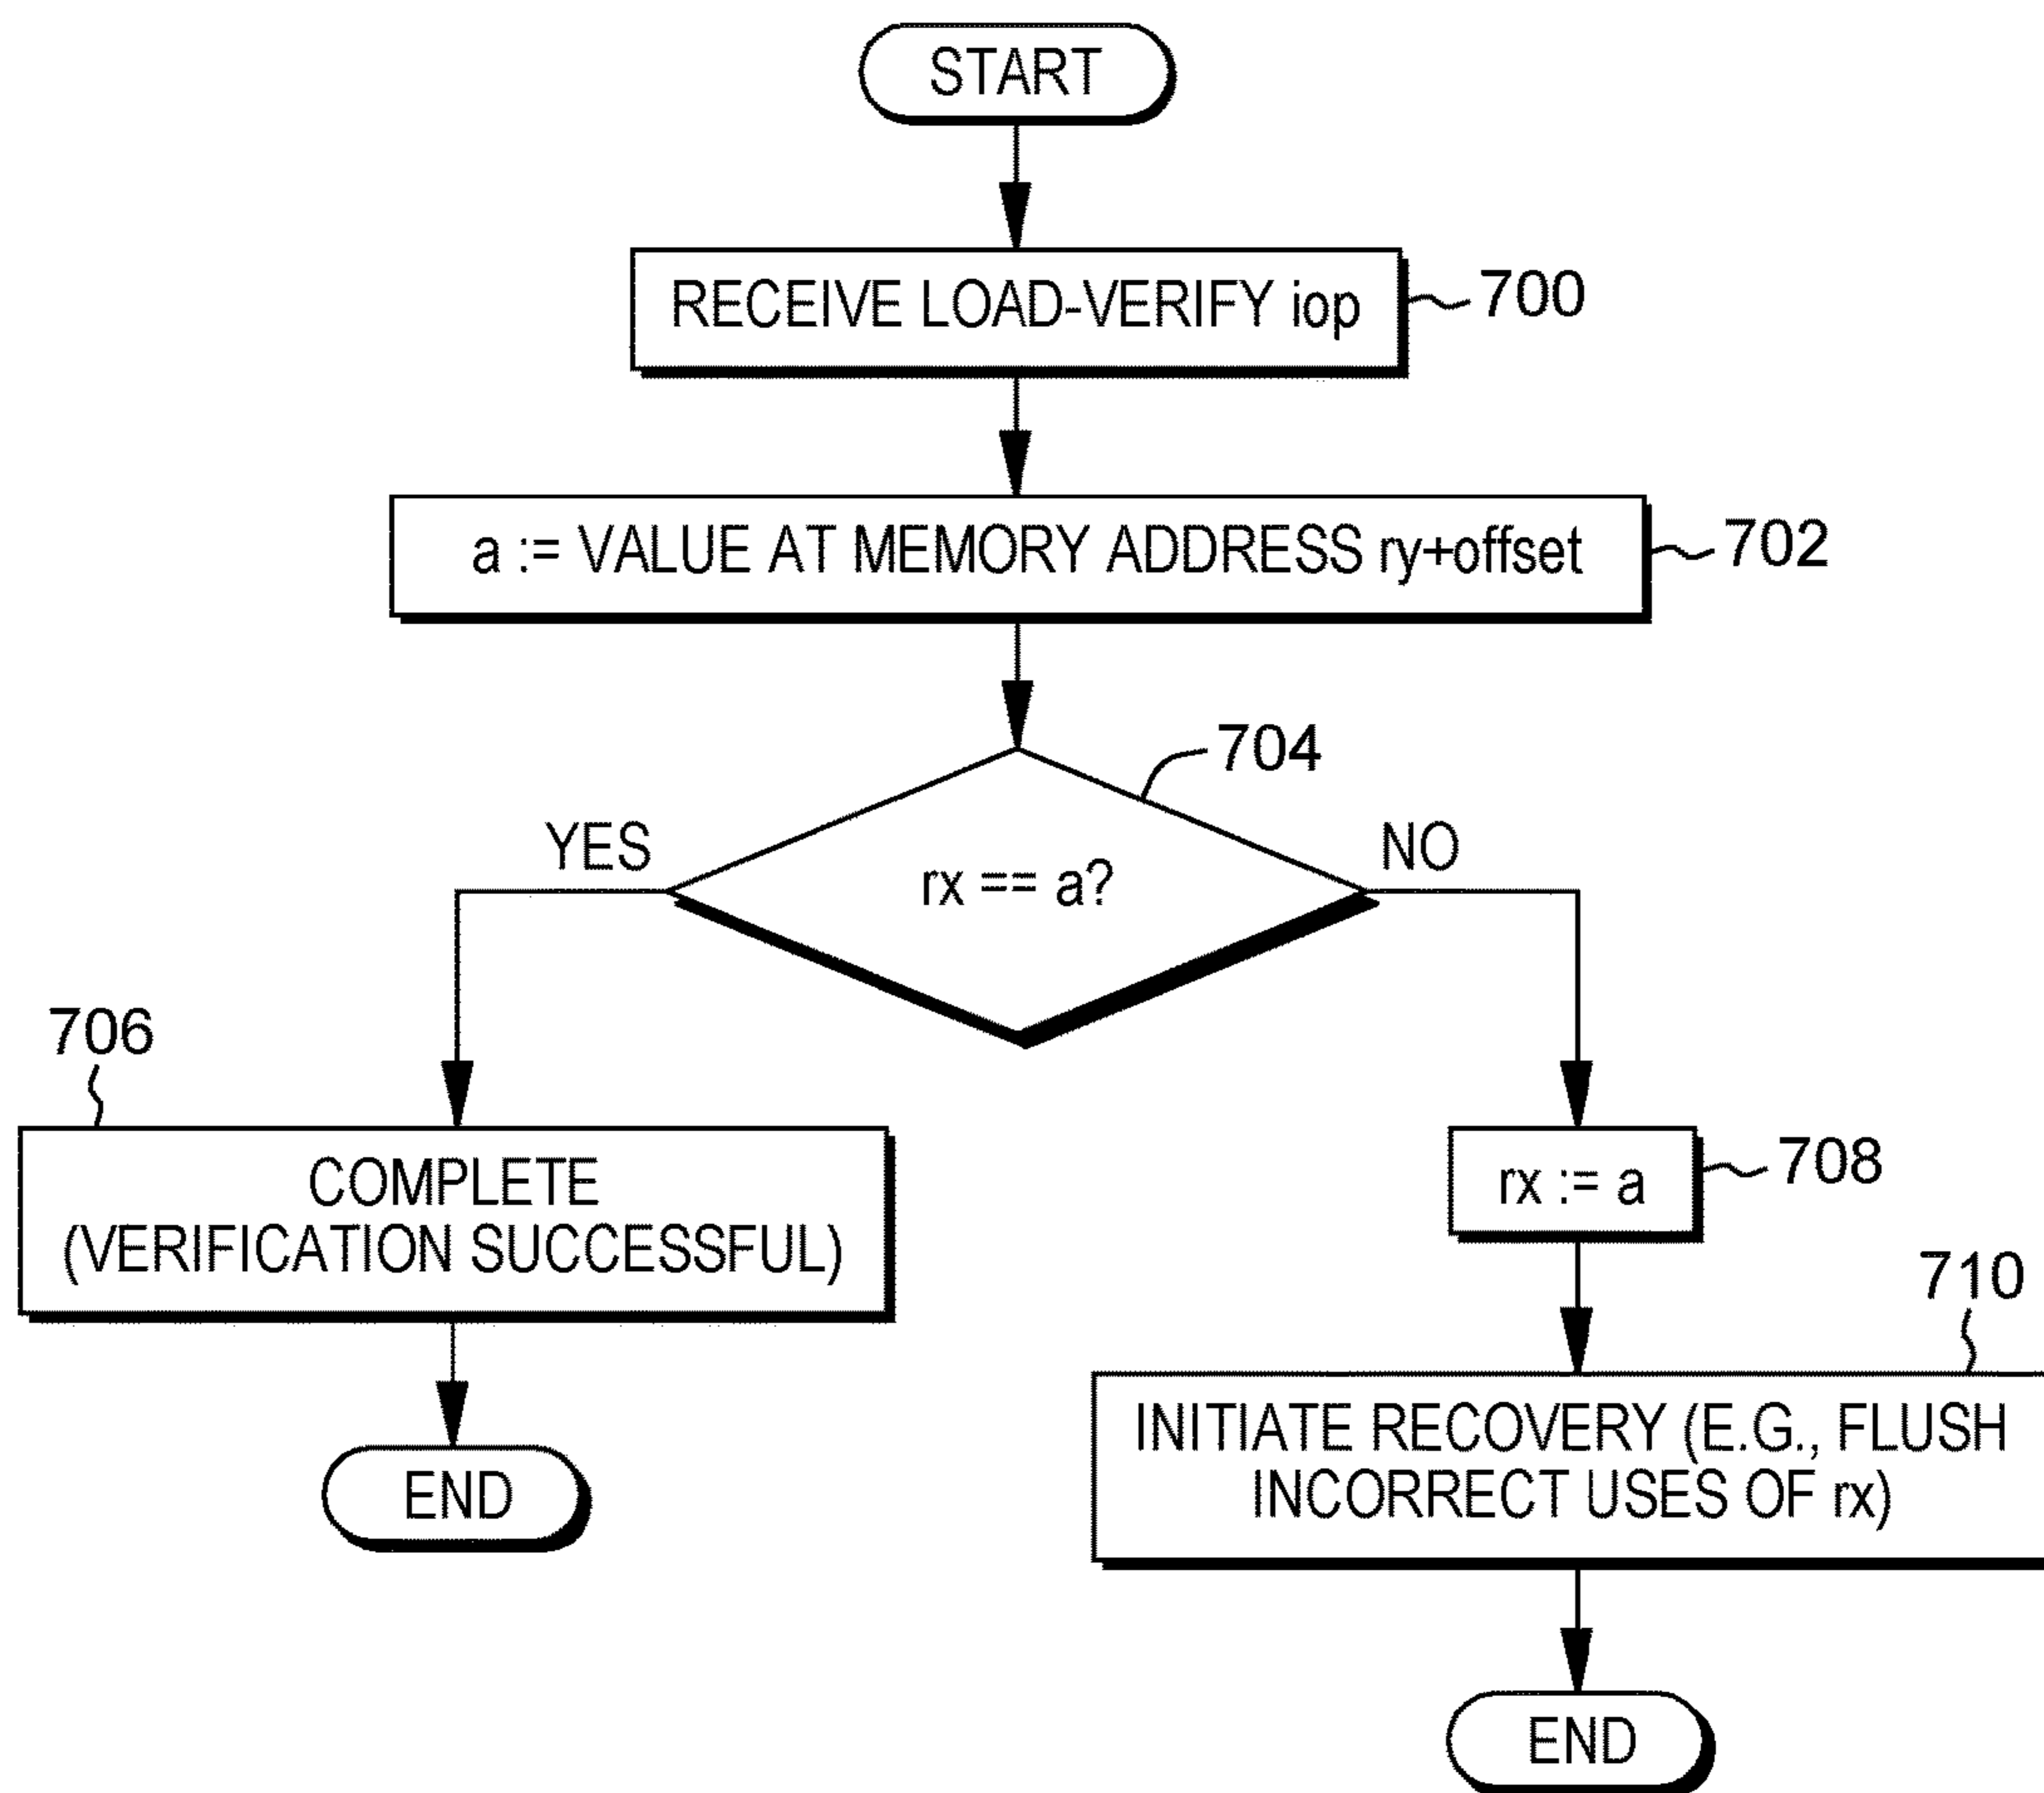 START
RECEIVE LOAD-VERIFY iop
700
a := VALUE AT MEMORY ADDRESS ry+offset
702
704
YES
rx == a?
NO
706
COMPLETE
(VERIFICATION SUCCESSFUL)
END
rx := a
708
710
INITIATE RECOVERY (E.G., FLUSH
INCORRECT USES OF rx)
END